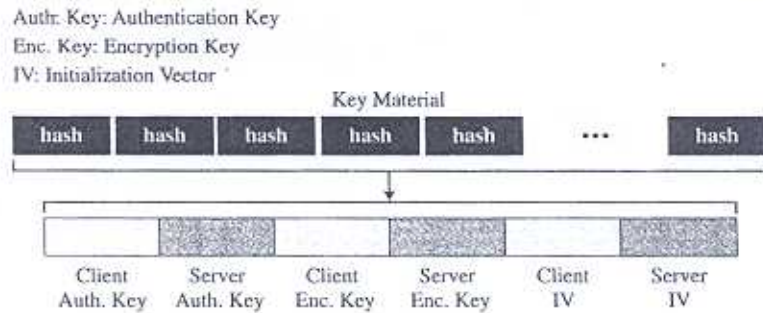 Auth. Key: Authentication Key
Enc. Key: Encryption Key
IV: Initialization Vector
Key Material
hash hash hash hash hash ... hash
Client Server Client Server Client Server
Auth. Key Auth. Key Enc. Key Enc. Key IV IV